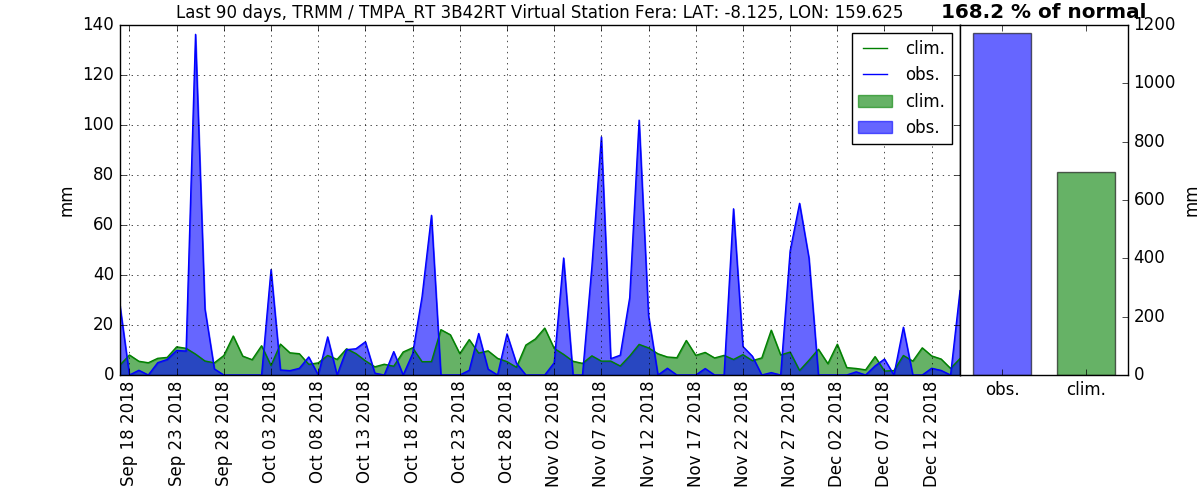 Last 90 days, TRMM / TMPA_RT 3B42RT Virtual Station Fera: LAT: -8.125, LON: 159.625
168.2 % of normal
140
120
100
80
60
40
20
0
mm
clim.
obs.
clim.
obs.
1200
1000
800
600
400
200
0
mm
obs.
clim.
Sep 18 2018
Sep 23 2018
Sep 28 2018
Oct 03 2018
Oct 08 2018
Oct 13 2018
Oct 18 2018
Oct 23 2018
Oct 28 2018
Nov 02 2018
Nov 07 2018
Nov 12 2018
Nov 17 2018
Nov 22 2018
Nov 27 2018
Dec 02 2018
Dec 07 2018
Dec 12 2018